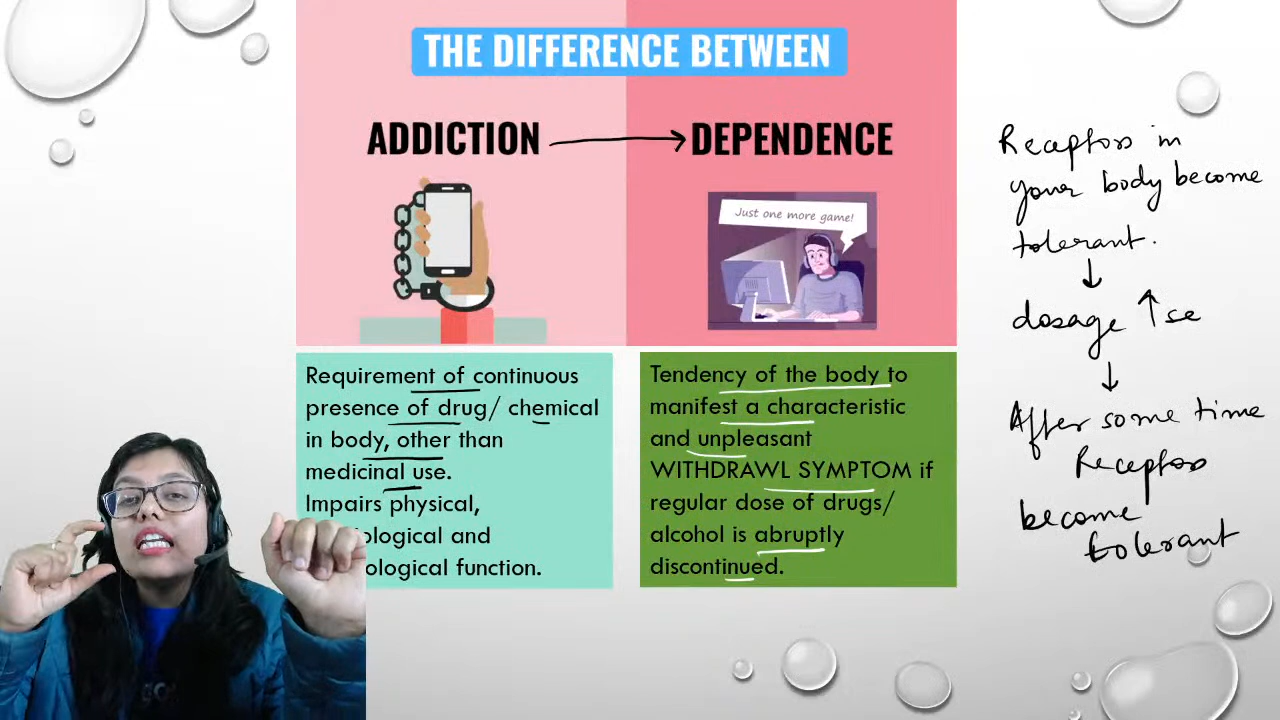 THE DIFFERENCE BETWEEN
ADDICTION
DEPENDENCE
Just one more game!
Requirement of continuous
presence of drug/ chemical
in body, other than
medicinal use.
Impairs physical,
ological and
ological function.
Tendency of the body to
manifest a characteristic
and unpleasant
WITHDRAWL SYMPTOM if
regular dose of drugs/
alcohol is abruptly
discontinued.
Receptors in
your body become
tolerant.
↓
dosage ↑se
↓
After some time
Receptors
become
tolerant